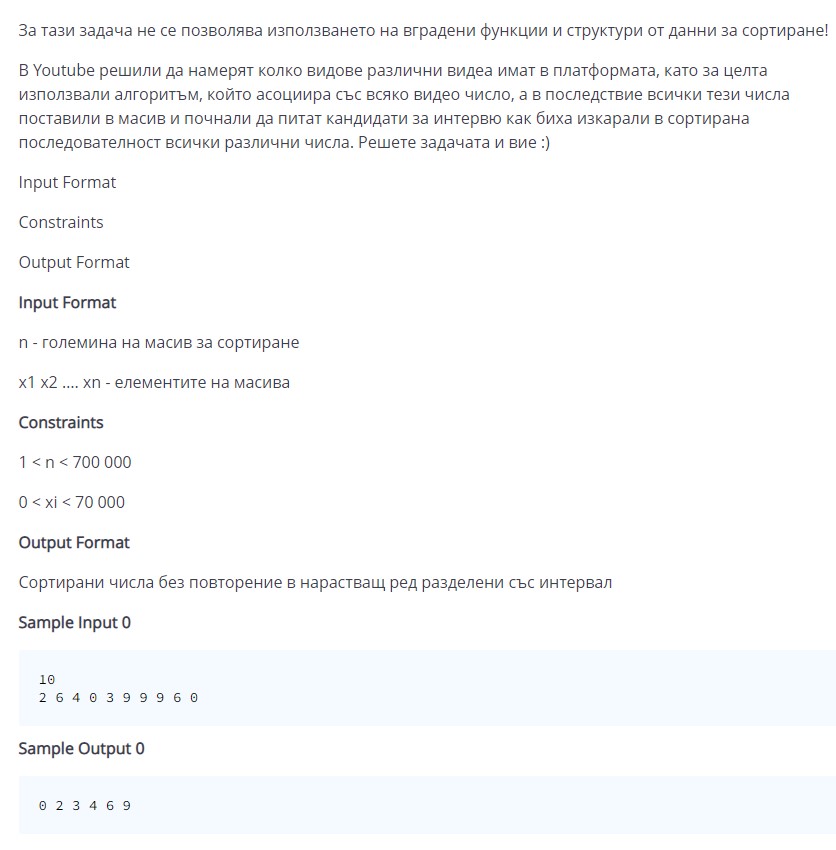 За тази задача не се позволява използването на вградени функции и структури от данни за сортиране!
В Youtube решили да намерят колко видове различни видеа имат в платформата, като за целта
използвали алгоритъм, който асоциира със всяко видео число, а в последствие всички тези числа
поставили в масив и почнали да питат кандидати за интервю как биха изкарали в сортирана
последователност всички различни числа. Решете задачата и вие :)
Input Format
Constraints
Output Format
Input Format
n - големина на масив за сортиране
x1 x2 .... xn - елементите на масива
Constraints
1 < n < 700 000
0 < xi < 70 000
Output Format
Сортирани числа без повторение в нарастващ ред разделени със интервал
Sample Input 0
10
2 6 4 0 3 9 9 9 6 0
Sample Output 0
0 2 3 4 6 9